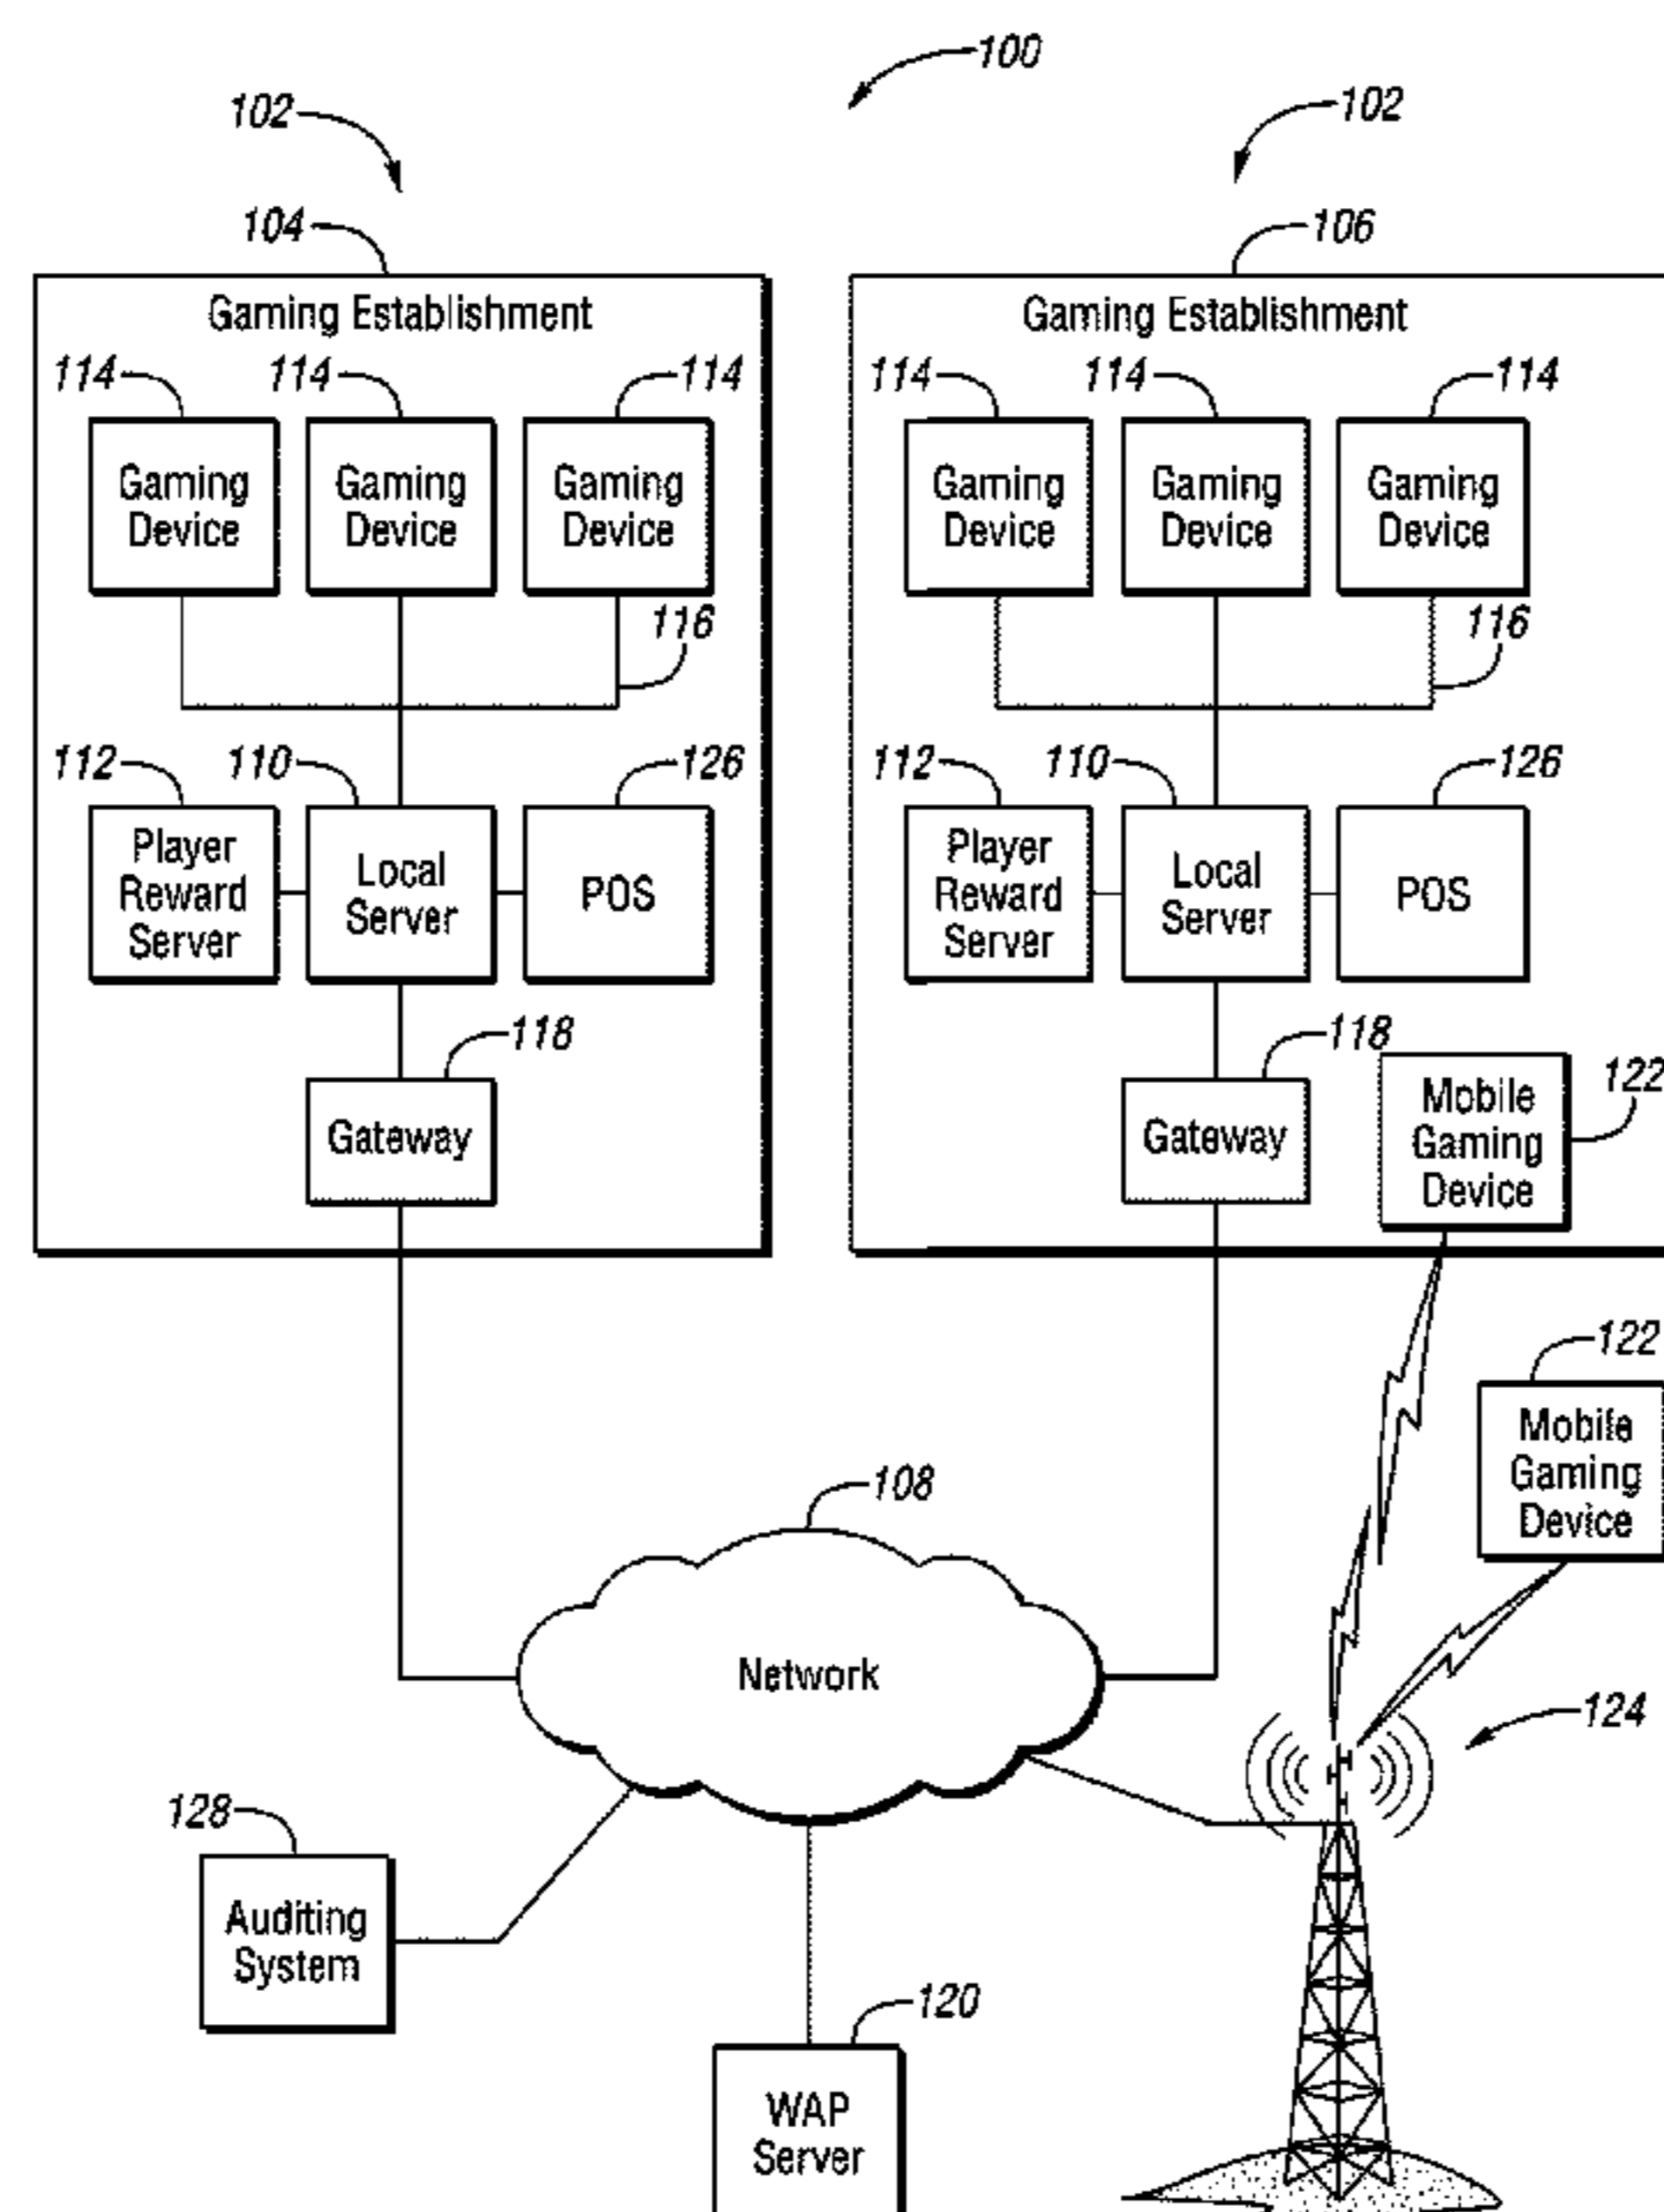 100
102
102
104
106
Gaming Establishment
Gaming Establishment
114
114
114
114
114
114
Gaming
Device
Gaming
Device
Gaming
Device
Gaming
Device
Gaming
Device
Gaming
Device
116
116
112
110
126
112
110
126
Player
Reward
Server
Local
Server
POS
Player
Reward
Server
Local
Server
POS
118
118
Gateway
Gateway
Mobile
Gaming
Device
122
122
Mobile
Gaming
Device
108
Network
124
128
Auditing
System
120
WAP
Server